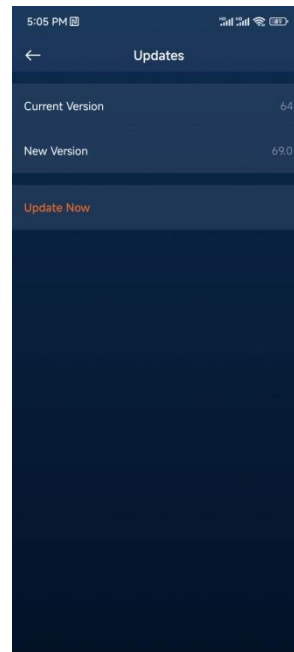 5:05 PM
Updates
Current Version 64
New Version 69.0
Update Now